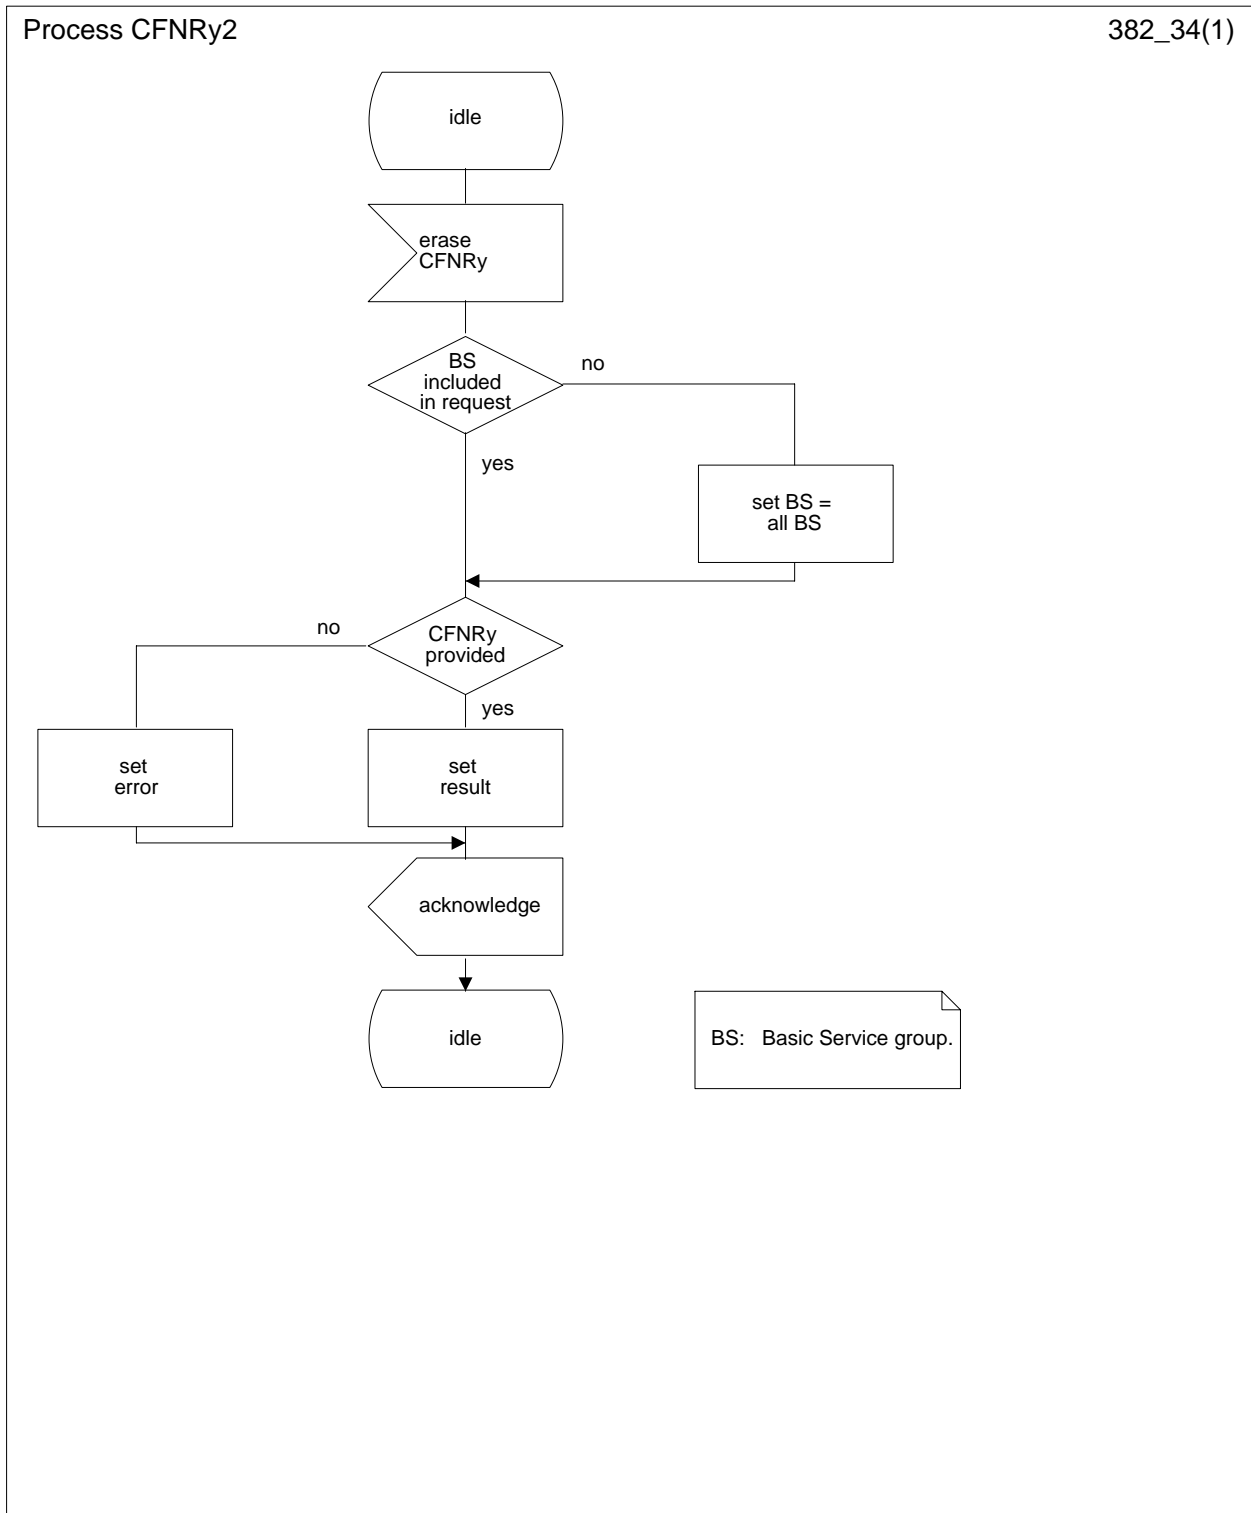 Process CFNRy2
382_34(1)
idle
erase
CFNRy
BS
included
in request
no
yes
set BS =
all BS
no
CFNRy
provided
yes
set
error
set
result
acknowledge
idle
BS: Basic Service group.